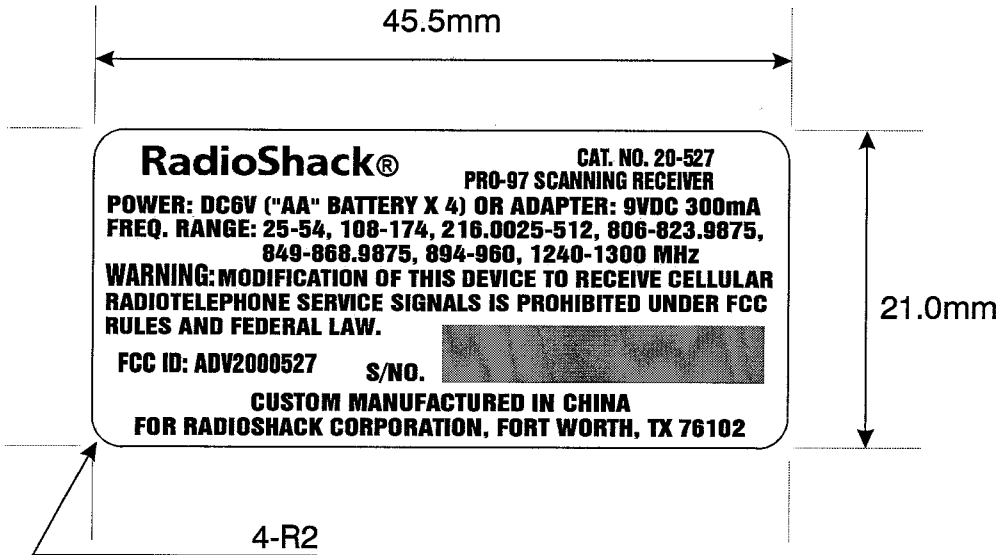 45.5mm
RadioShack®
CAT. NO. 20-527
PRO-97 SCANNING RECEIVER
POWER: DC6V ("AA" BATTERY X 4) OR ADAPTER: 9VDC 300mA
FREQ. RANGE: 25-54, 108-174, 216.0025-512, 806-823.9875,
849-868.9875, 894-960, 1240-1300 MHz
WARNING: MODIFICATION OF THIS DEVICE TO RECEIVE CELLULAR
RADIOTELEPHONE SERVICE SIGNALS IS PROHIBITED UNDER FCC
RULES AND FEDERAL LAW.
21.0mm
FCC ID: ADV2000527
S/NO.
CUSTOM MANUFACTURED IN CHINA
FOR RADIOSHACK CORPORATION, FORT WORTH, TX 76102
4-R2